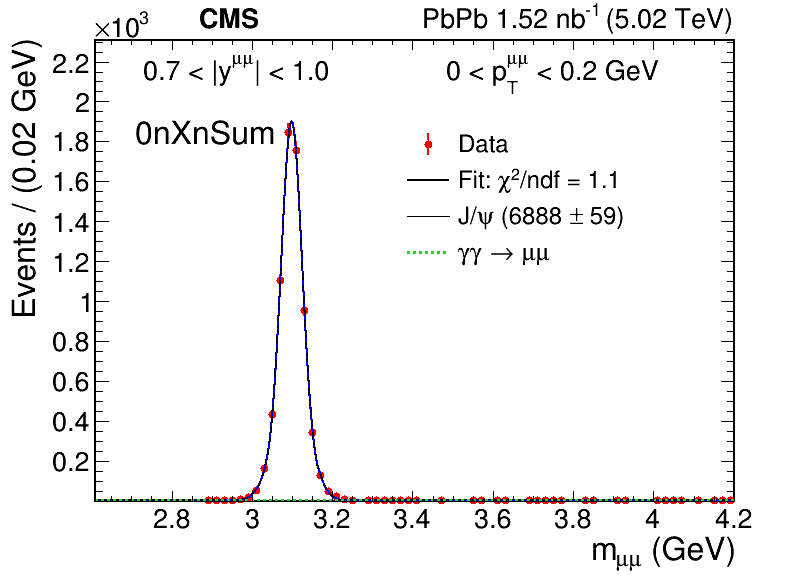 ×10³ CMS PbPb 1.52 nb⁻¹ (5.02 TeV)
0.7 < |y^μμ| < 1.0 0 < p_T^μμ < 0.2 GeV
0nXnSum
Data
Fit: χ²/ndf = 1.1
J/ψ (6888 ± 59)
γγ → μμ
Events / (0.02 GeV)
2.2
2
1.8
1.6
1.4
1.2
1
0.8
0.6
0.4
0.2
2.8 3 3.2 3.4 3.6 3.8 4 4.2
m_μμ (GeV)